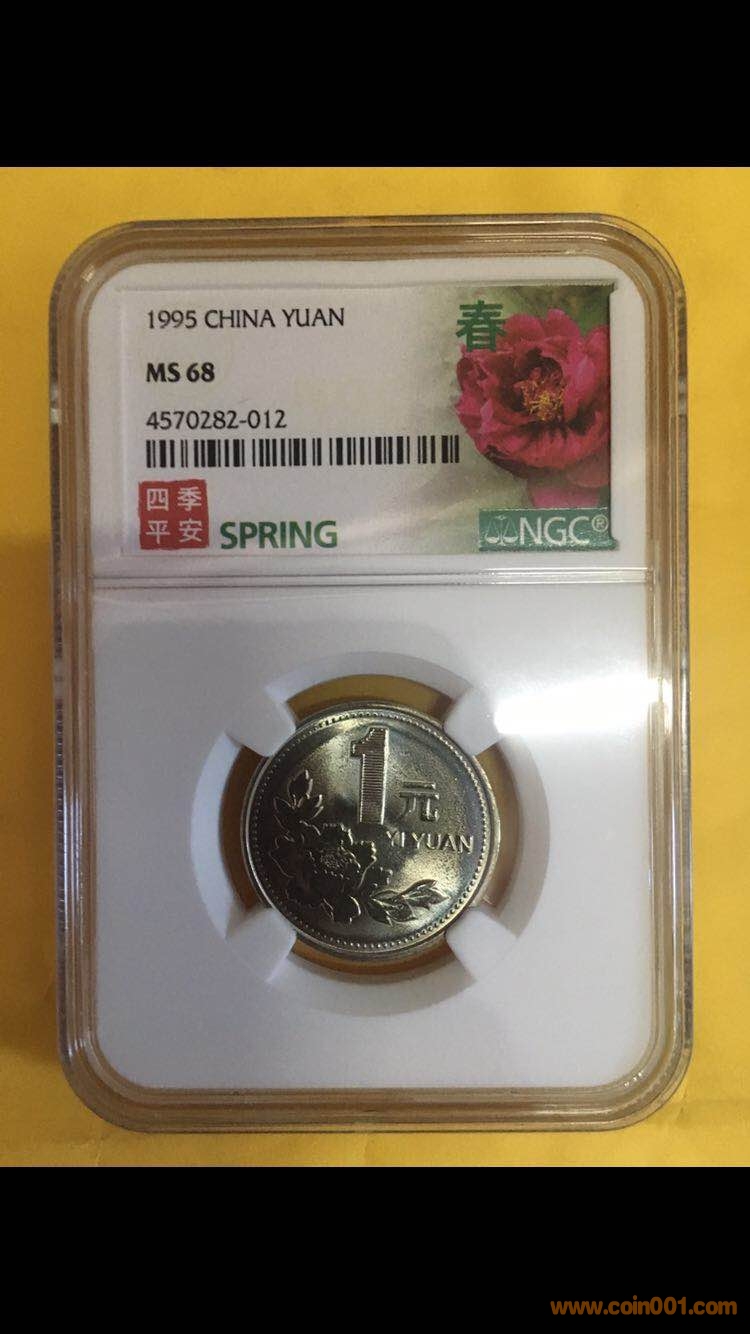 1995 CHINA YUAN
春
MS 68
4570282-012
四季
平安
SPRING
NGC®
1元
YI YUAN
www.coin001.com